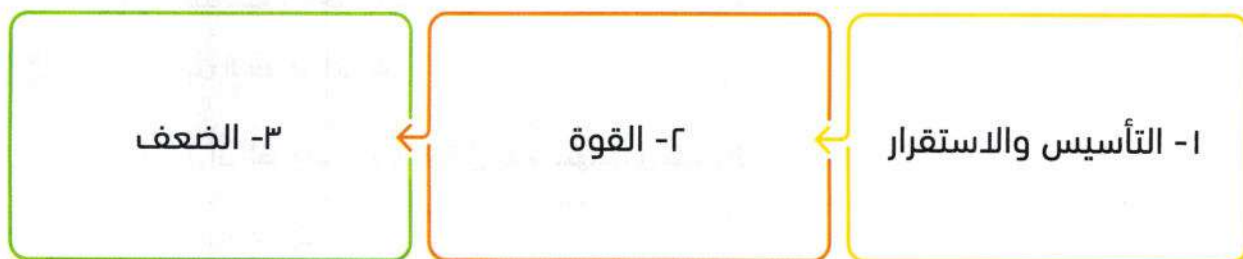 ١- التأسيس والاستقرار
٢- القوة
٣- الضعف